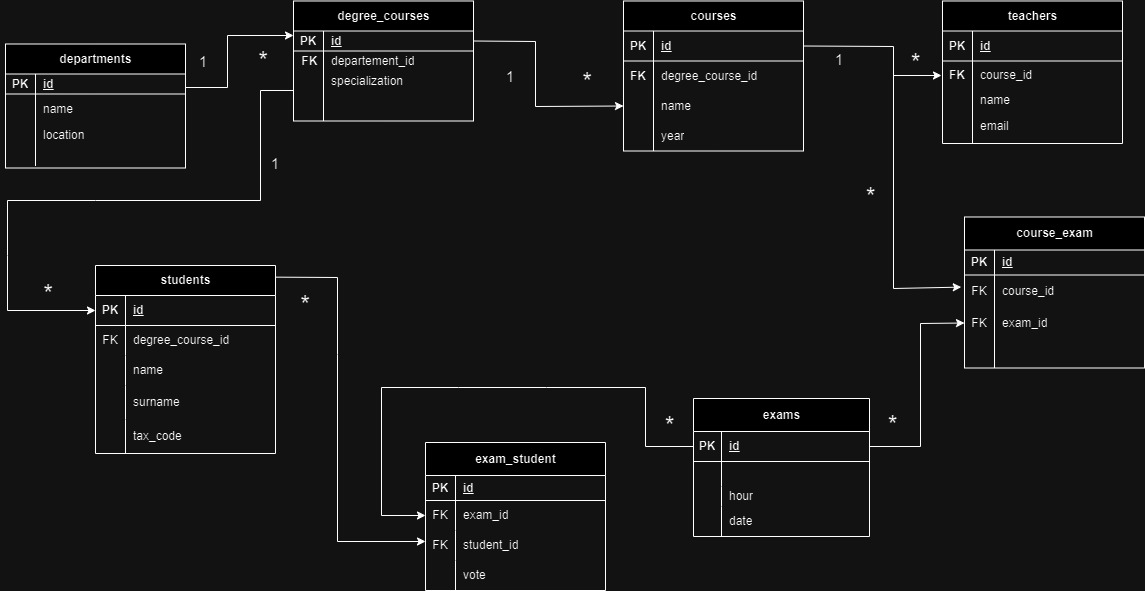 departments
PK id
name
location
1
*
degree_courses
PK id
FK departement_id
specialization
1
*
courses
PK id
FK degree_course_id
name
year
1
*
teachers
PK id
FK course_id
name
email
1
*
*
course_exam
PK id
FK course_id
FK exam_id
students
PK id
FK degree_course_id
name
surname
tax_code
*
exam_student
PK id
FK exam_id
FK student_id
vote
*
exams
PK id
hour
date
*